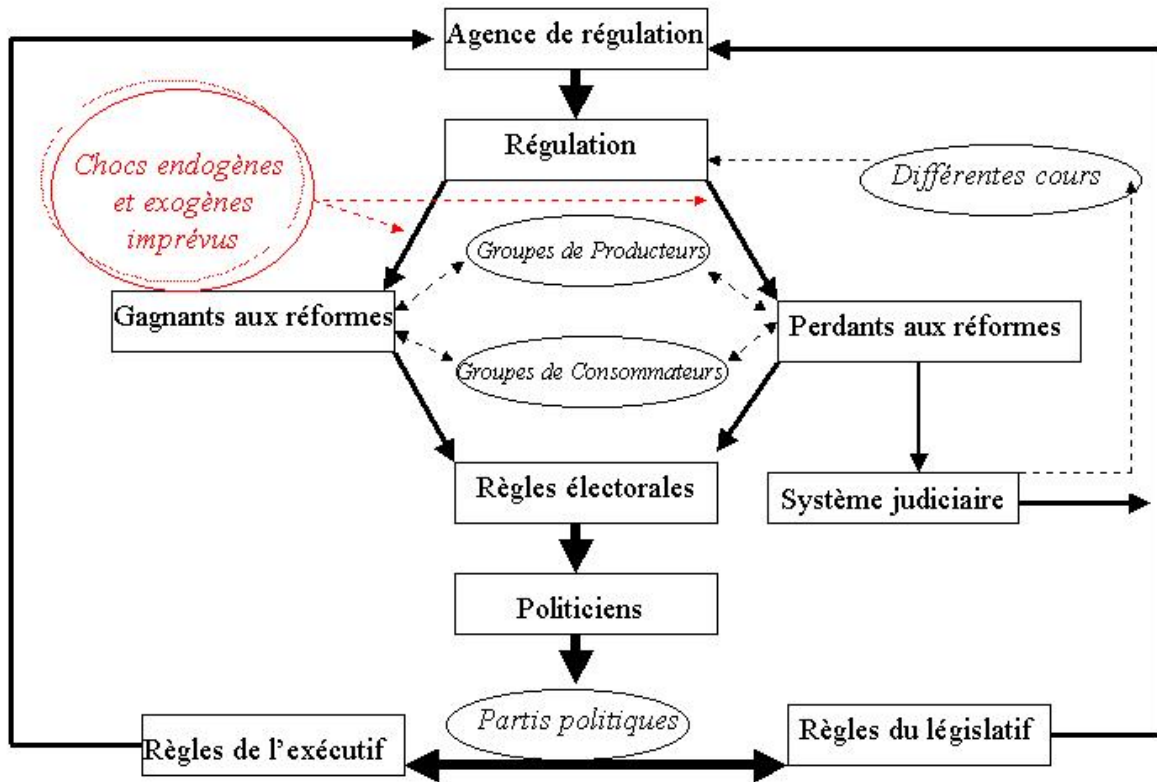 Agence de régulation
Régulation
Chocs endogènes
et exogènes
imprévus
Différentes cours
Groupes de Producteurs
Gagnants aux réformes
Perdants aux réformes
Groupes de Consommateurs
Règles électorales
Système judiciaire
Politiciens
Partis politiques
Règles de l'exécutif
Règles du législatif